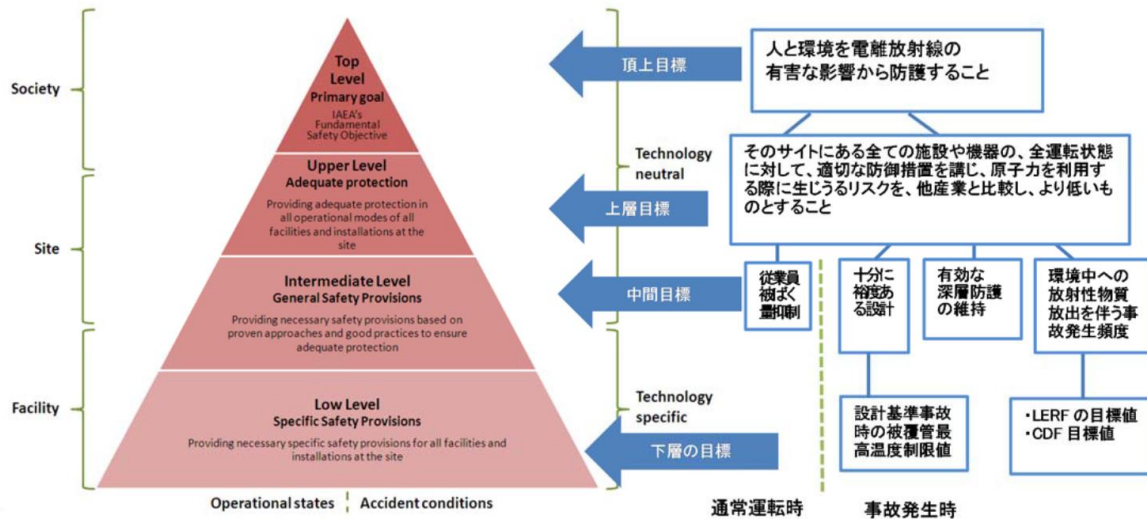 Society
Site
Facility
Top
Level
Primary goal
IAEA's
Fundamental
Safety Objective
Upper Level
Adequate protection
Providing adequate protection in
all operational modes of all
facilities and installations at the
site
Intermediate Level
General Safety Provisions
Providing necessary safety provisions based on
proven approaches and good practices to ensure
adequate protection
Low Level
Specific Safety Provisions
Providing necessary specific safety provisions for all facilities and
installations at the site
Operational states
Accident conditions
Technology
neutral
Technology
specific
頂上目標
上層目標
中間目標
下層の目標
人と環境を電離放射線の
有害な影響から防護すること
そのサイトにある全ての施設や機器の、全運転状態
に対して、適切な防御措置を講じ、原子力を利用す
る際に生じうるリスクを、他産業と比較し、より低いも
のとすること
従業員
被ばく
量抑制
十分に
裕度あ
る設計
有効な
深層防護
の維持
環境中への
放射性物質
放出を伴う事
故発生頻度
設計基準事故
時の被覆管最
高温度制限値
・LERFの目標値
・CDF目標値
通常運転時
事故発生時